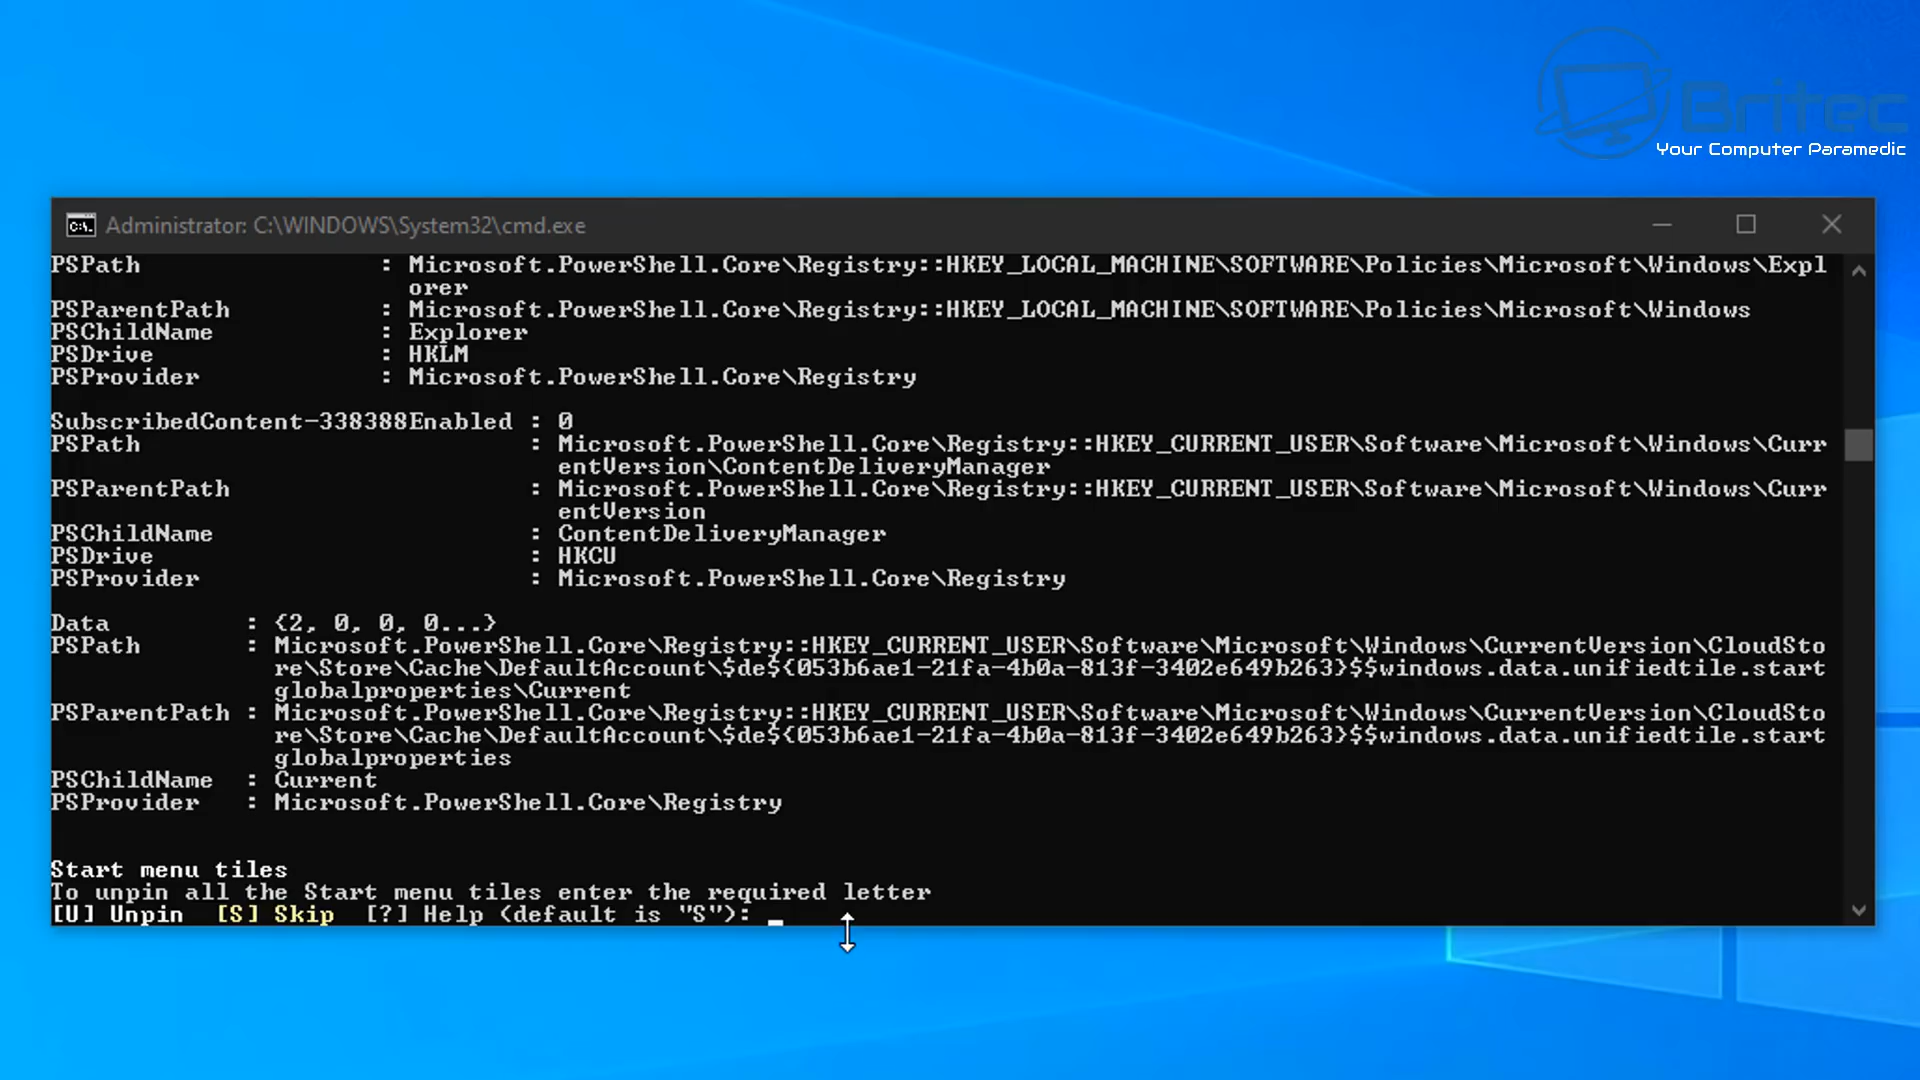 Britec
Your Computer Paramedic
Administrator: C:\WINDOWS\System32\cmd.exe
PSPath : Microsoft.PowerShell.Core\Registry::HKEY_LOCAL_MACHINE\SOFTWARE\Policies\Microsoft\Windows\Expl
orer
PSParentPath : Microsoft.PowerShell.Core\Registry::HKEY_LOCAL_MACHINE\SOFTWARE\Policies\Microsoft\Windows
PSChildName : Explorer
PSDrive : HKLM
PSProvider : Microsoft.PowerShell.Core\Registry
SubscribedContent-338388Enabled : 0
PSPath : Microsoft.PowerShell.Core\Registry::HKEY_CURRENT_USER\Software\Microsoft\Windows\Curr
entVersion\ContentDeliveryManager
PSParentPath : Microsoft.PowerShell.Core\Registry::HKEY_CURRENT_USER\Software\Microsoft\Windows\Curr
entVersion
PSChildName : ContentDeliveryManager
PSDrive : HKCU
PSProvider : Microsoft.PowerShell.Core\Registry
Data : {2, 0, 0, 0...}
PSPath : Microsoft.PowerShell.Core\Registry::HKEY_CURRENT_USER\Software\Microsoft\Windows\CurrentVersion\CloudSto
re\Store\Cache\DefaultAccount\$de${053b6ae1-21fa-4b0a-813f-3402e649b263}$$windows.data.unifiedtile.start
globalproperties\Current
PSParentPath : Microsoft.PowerShell.Core\Registry::HKEY_CURRENT_USER\Software\Microsoft\Windows\CurrentVersion\CloudSto
re\Store\Cache\DefaultAccount\$de${053b6ae1-21fa-4b0a-813f-3402e649b263}$$windows.data.unifiedtile.start
globalproperties
PSChildName : Current
PSProvider : Microsoft.PowerShell.Core\Registry
Start menu tiles
To unpin all the Start menu tiles enter the required letter
[U] Unpin [S] Skip [?] Help (default is "S"): _